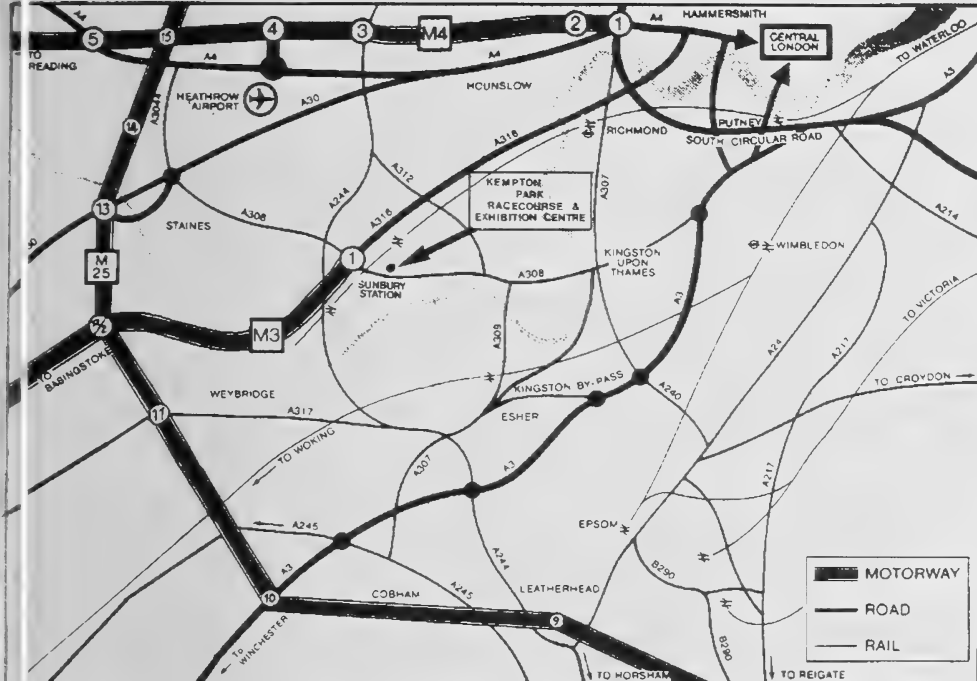 A4
HAMMERSMITH
5
15
4
3
M4
2
1
A4
CENTRAL
LONDON
TO WATERLOO
TO
READING
A4
A4
A3
HEATHROW
AIRPORT
HOUNSLOW
A3044
A30
14
RICHMOND
PUTNEY
SOUTH CIRCULAR ROAD
A316
A312
A307
KEMPTON
PARK
RACECOURSE &
EXHIBITION CENTRE
A244
A316
13
STAINES
A308
A214
WIMBLEDON
M
25
1
SUNBURY
STATION
A308
KINGSTON
UPON
THAMES
A3
TO VICTORIA
M3
A309
A24
A217
TO
BASINGSTOKE
WEYBRIDGE
KINGSTON BY-PASS
A240
TO CROYDON
11
A317
ESHER
TO WOKING
A307
A3
A217
A245
EPSOM
A244
A3
COBHAM
LEATHERHEAD
B290
10
A245
9
TO
WINCHESTER
B290
TO HORSHAM
TO REIGATE
MOTORWAY
ROAD
RAIL